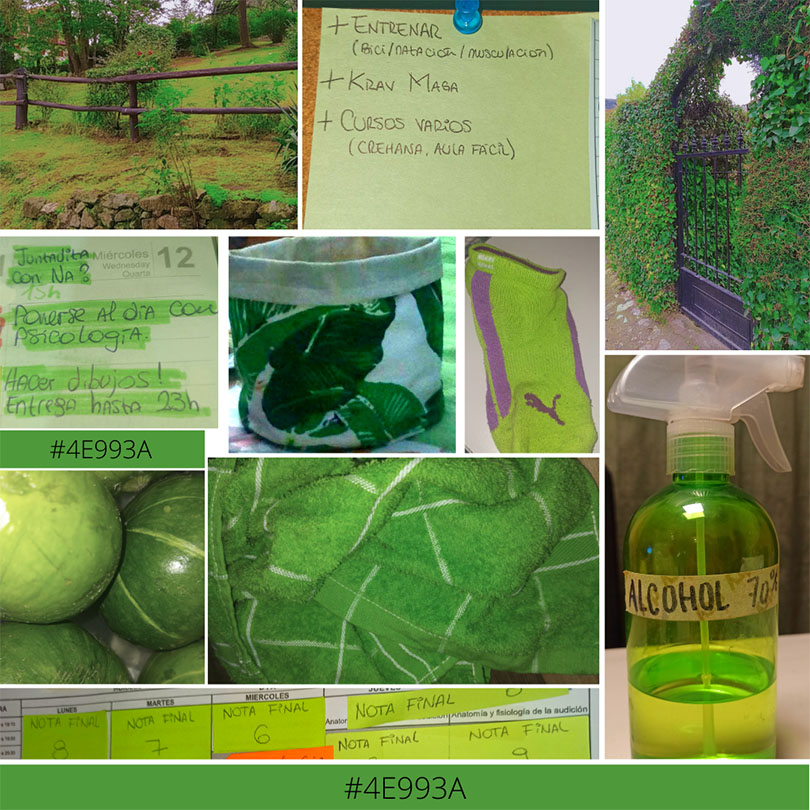 + ENTRENAR
(BICI/NATACIÓN/MUSCULACIÓN)
+ KRAV MAGA
+ CURSOS VARIOS
(CREHANA, AULA FÁCIL)
Juntadita
con NA?
15h
Miércoles
Wednesday
Quarta
12
Ponerse al día con
Psicología.
Hacer dibujos!
Entrega hasta 23h
#4E993A
ALCOHOL 70%
LUNES
MARTES
MIERCOLES
JUEVES
NOTA FINAL
8
NOTA FINAL
7
NOTA FINAL
6
NOTA FINAL
Anatomía y fisiología de la audición
NOTA FINAL
NOTA FINAL
9
#4E993A